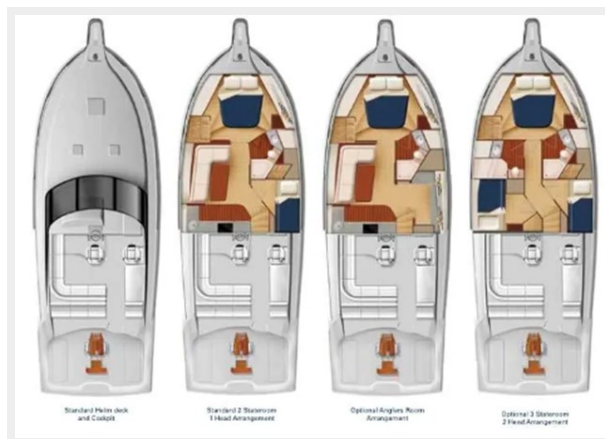 Standard Helm deck
and Cockpit
Standard 2 Stateroom
1 Head Arrangement
Optional Anglers Room
Arrangement
Optional 3 Stateroom
2 Head Arrangement